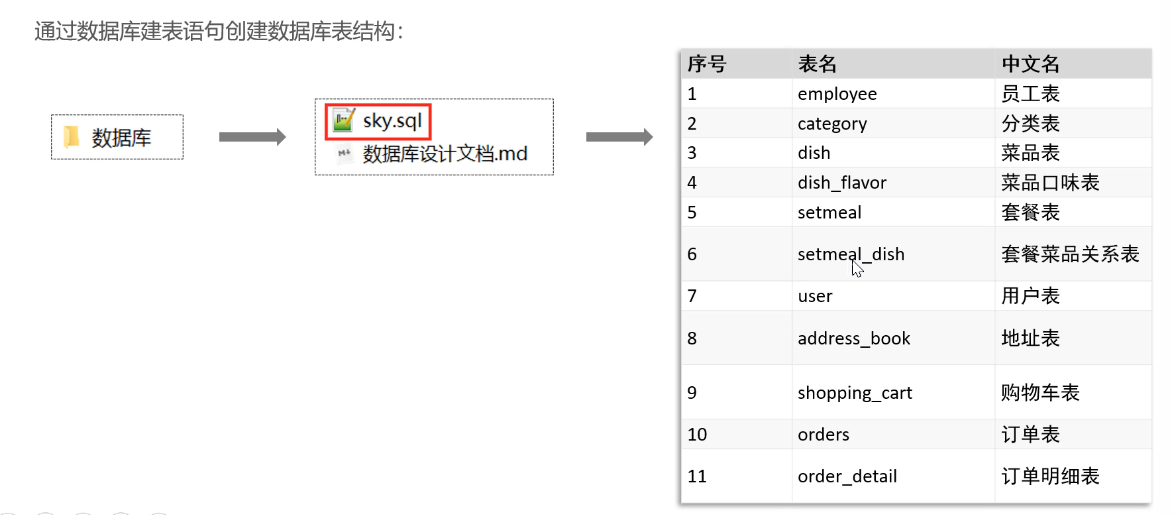 通过数据库建表语句创建数据库表结构：
数据库
sky.sql
数据库设计文档.md
序号 表名 中文名
1 employee 员工表
2 category 分类表
3 dish 菜品表
4 dish_flavor 菜品口味表
5 setmeal 套餐表
6 setmeal_dish 套餐菜品关系表
7 user 用户表
8 address_book 地址表
9 shopping_cart 购物车表
10 orders 订单表
11 order_detail 订单明细表